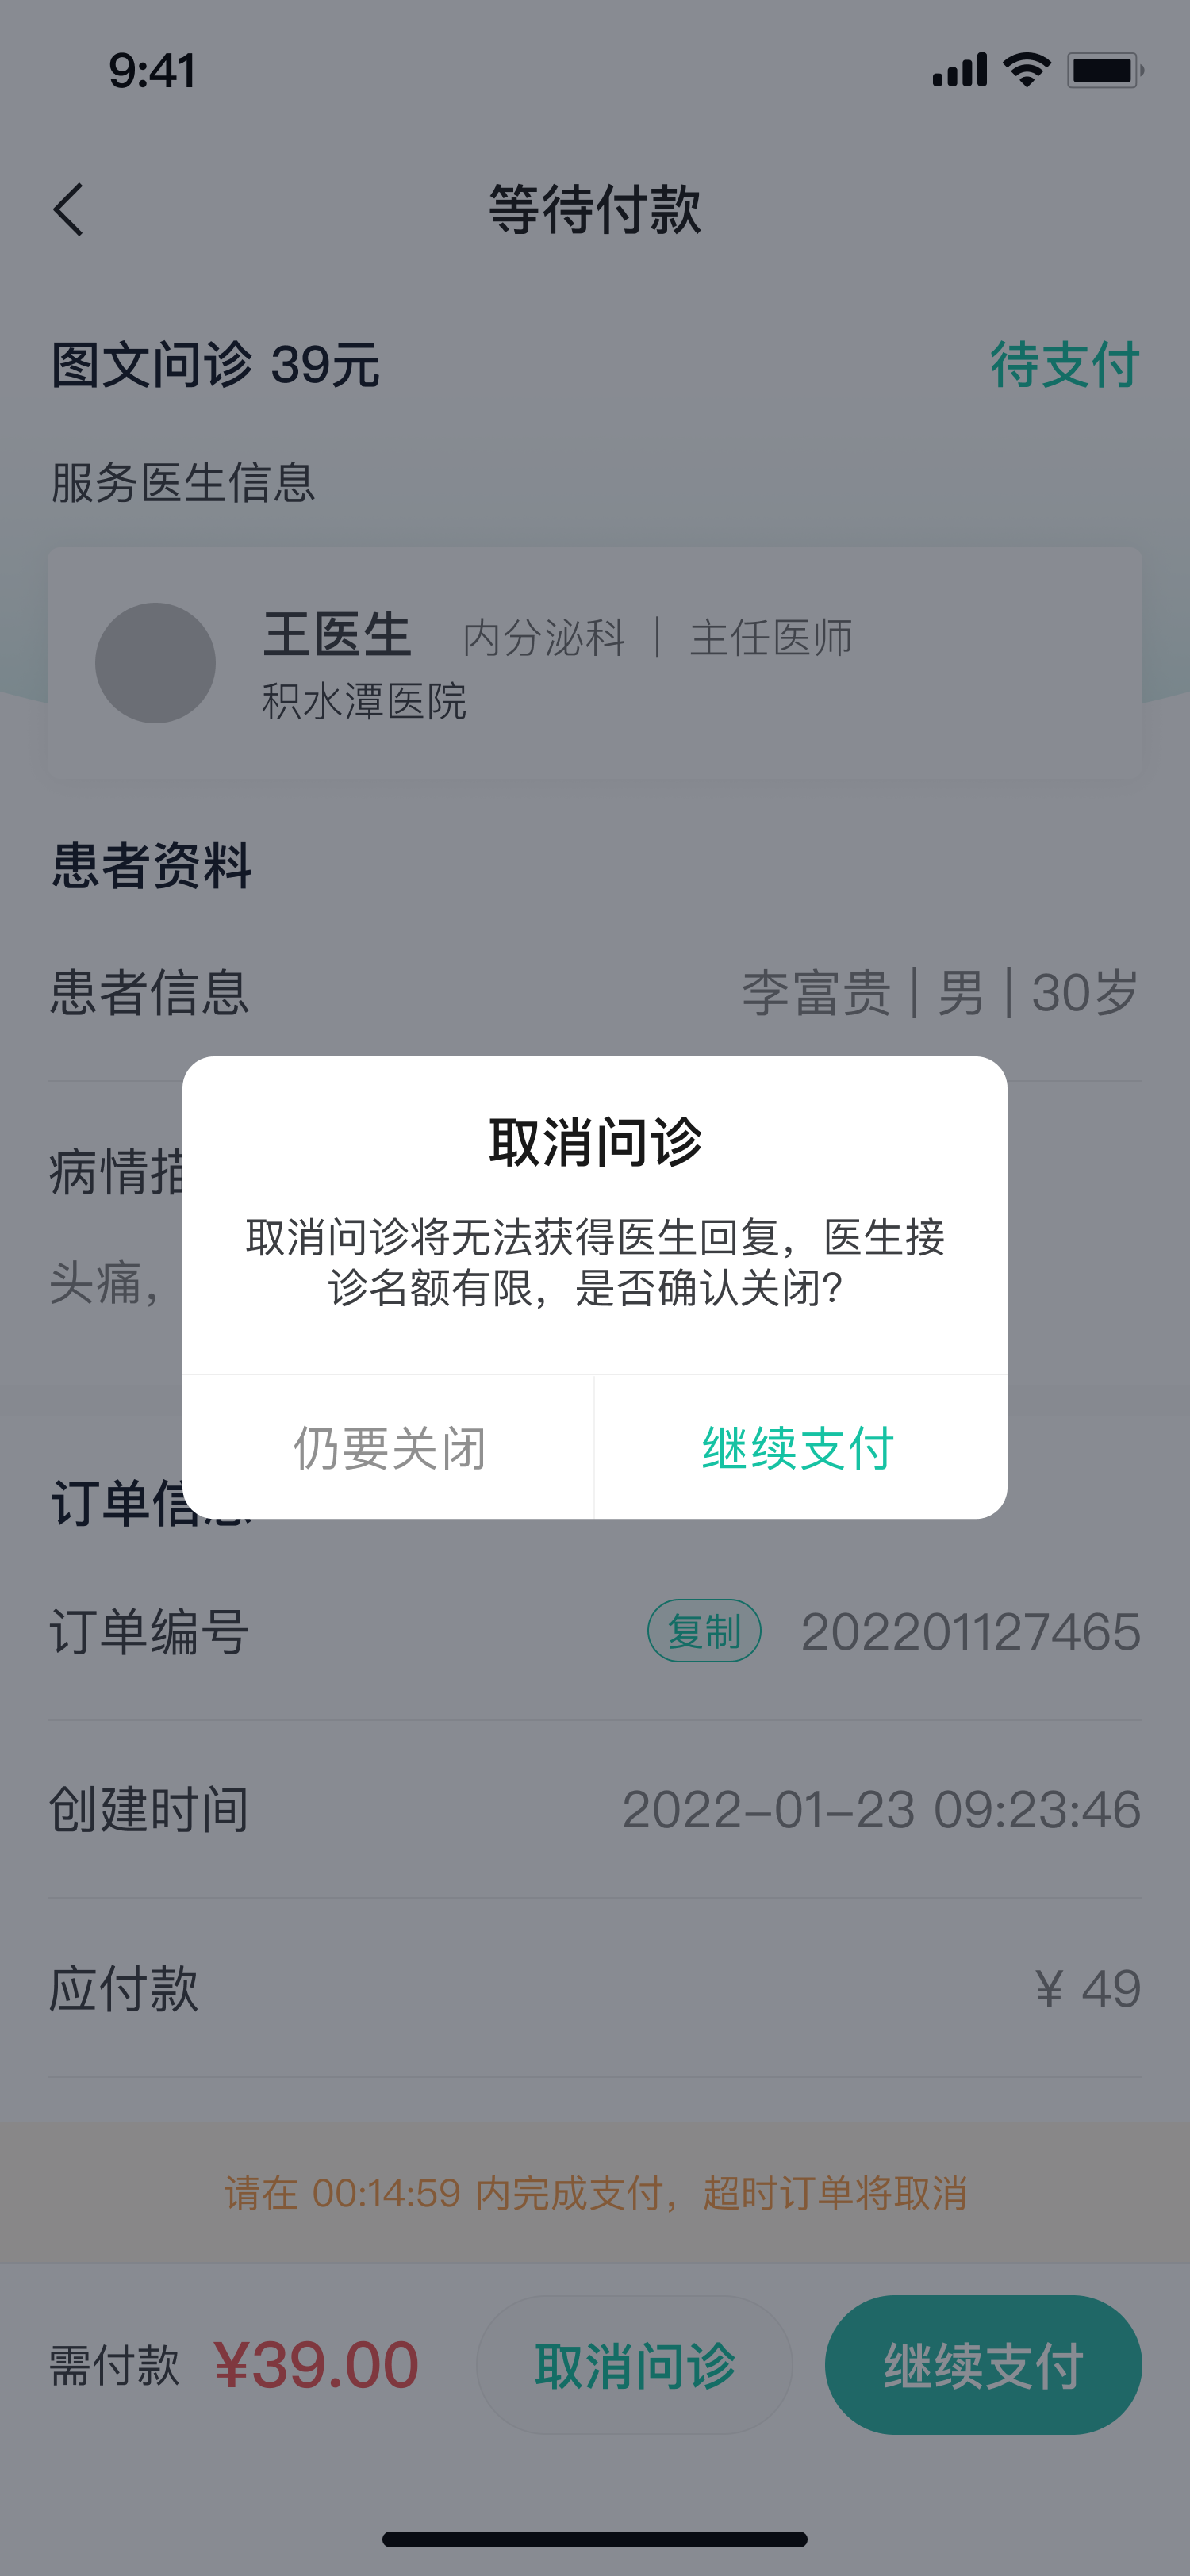 9:41
等待付款
图文问诊 39元 待支付
服务医生信息
王医生 内分泌科 | 主任医师
积水潭医院
患者资料
患者信息 李富贵 | 男 | 30岁
病情描
头痛，
取消问诊
取消问诊将无法获得医生回复，医生接
诊名额有限，是否确认关闭?
仍要关闭 继续支付
订单信息
订单编号 复制 202201127465
创建时间 2022-01-23 09:23:46
应付款 ¥ 49
请在 00:14:59 内完成支付，超时订单将取消
需付款 ¥39.00 取消问诊 继续支付